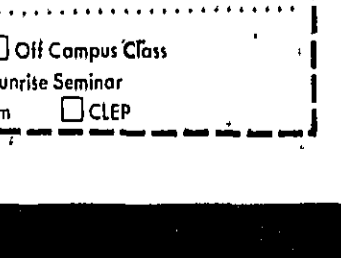 ☐ Off Campus Class
unrise Seminar
m ☐ CLEP